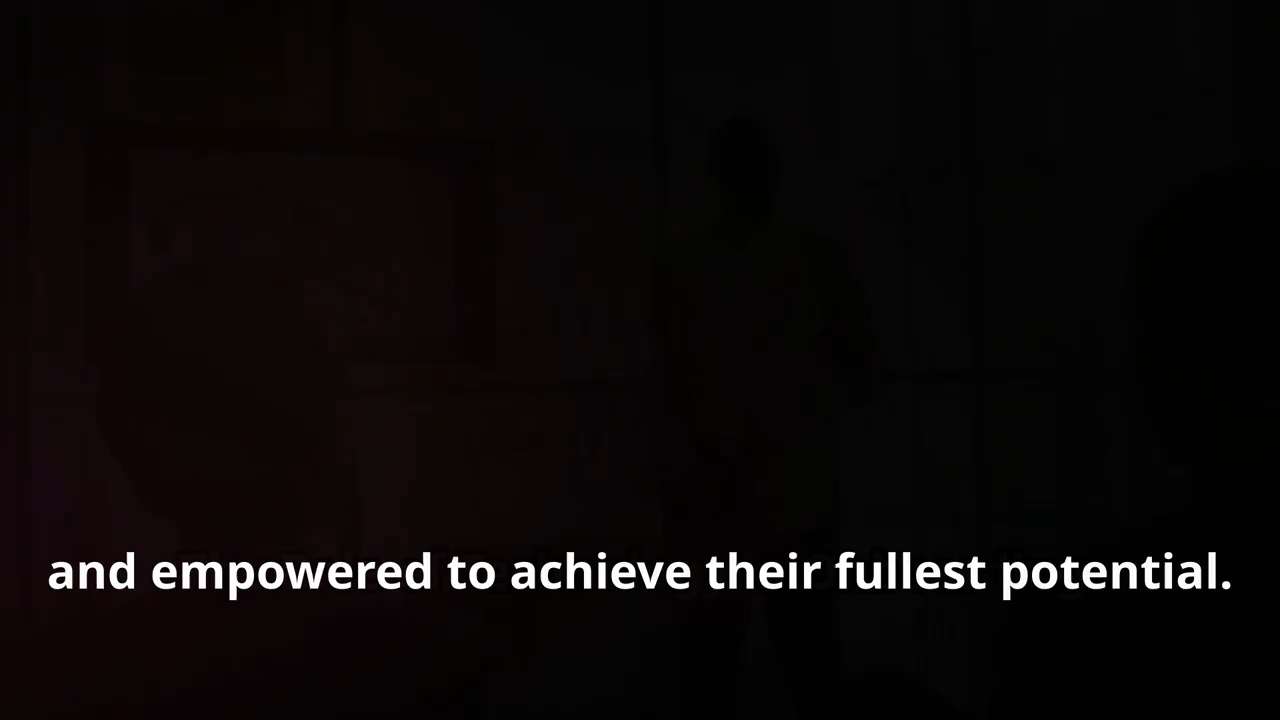 and empowered to achieve their fullest potential.